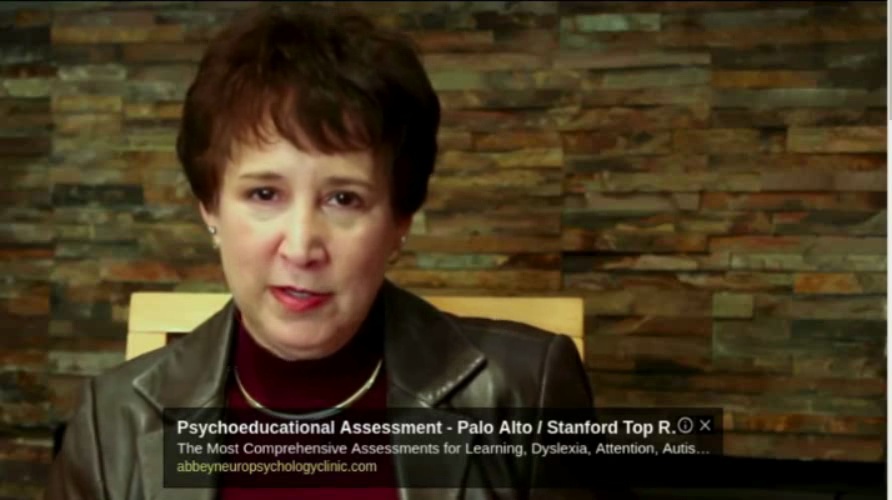 Psychoeducational Assessment - Palo Alto / Stanford Top R.
The Most Comprehensive Assessments for Learning, Dyslexia, Attention, Autis...
abbeyneuropsychologyclinic.com